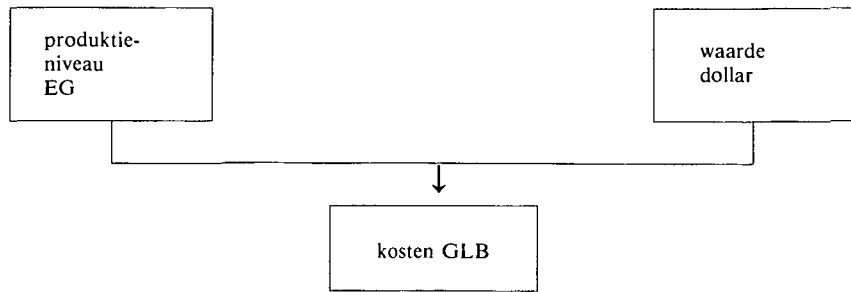 produktie-
niveau
EG
waarde
dollar
kosten GLB